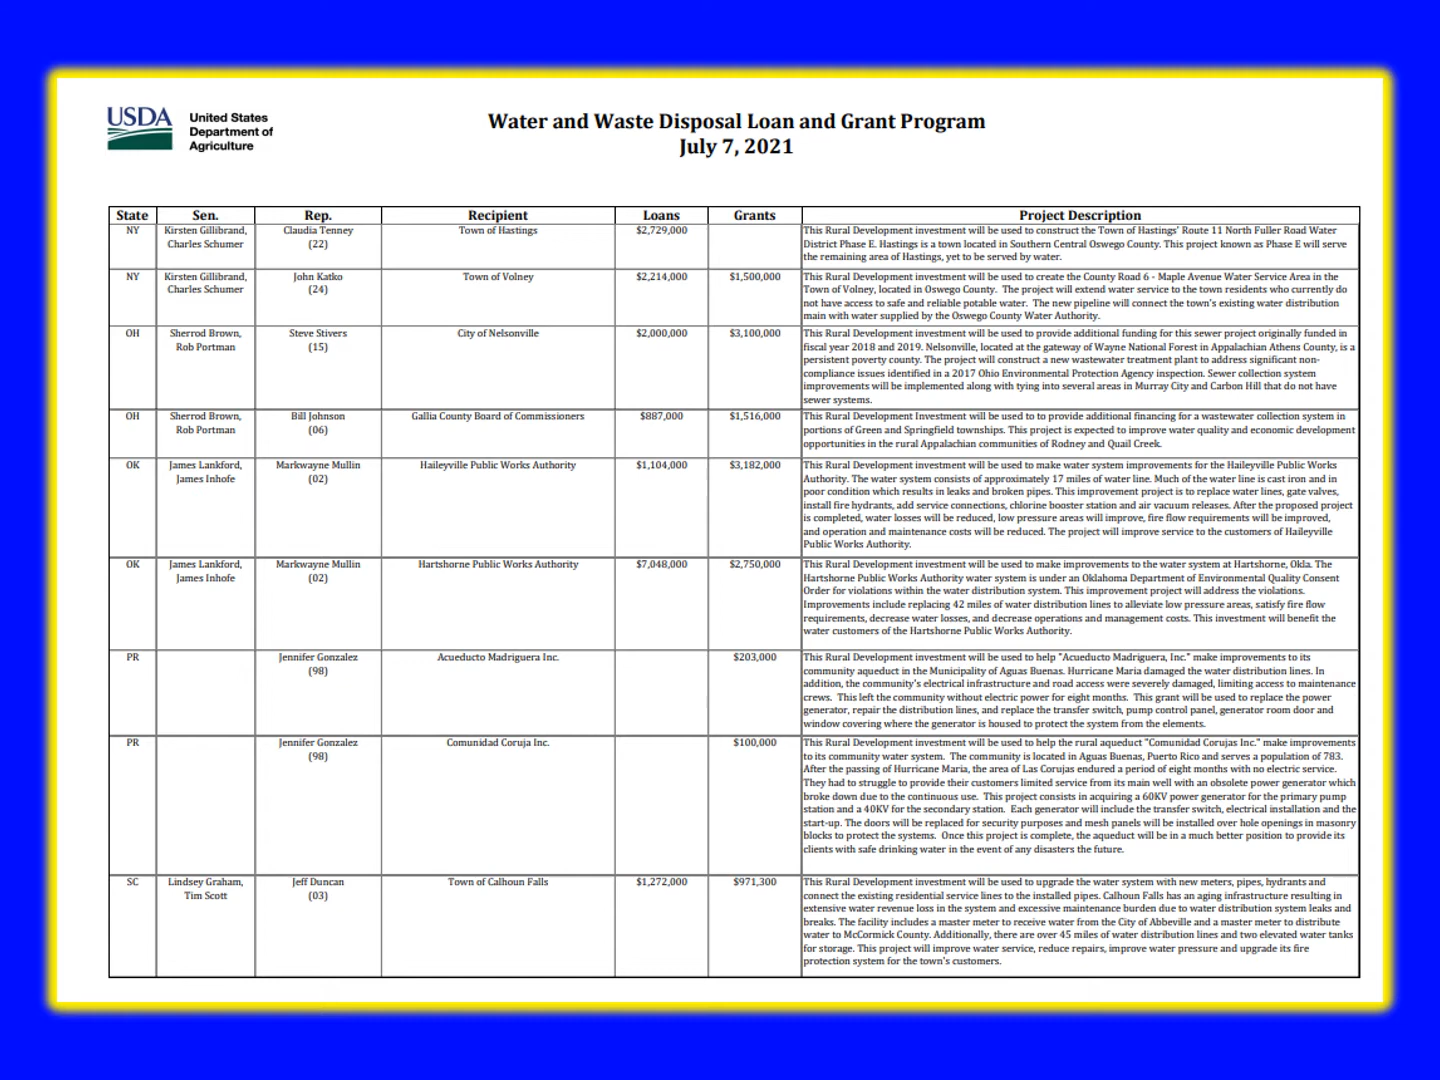 USDA
United States
Department of
Agriculture
Water and Waste Disposal Loan and Grant Program
July 7, 2021
State Sen. Rep. Recipient Loans Grants Project Description
NY Kirsten Gillibrand, Claudia Tenney Town of Hastings $2,729,000 This Rural Development investment will be used to construct the Town of Hastings' Route 11 North Fuller Road Water
Charles Schumer (22) District Phase E. Hastings is a town located in Southern Central Oswego County. This project known as Phase E will serve
the remaining area of Hastings, yet to be served by water.
NY Kirsten Gillibrand, John Katko Town of Volney $2,214,000 $1,500,000 This Rural Development investment will be used to create the County Road 6 - Maple Avenue Water Service Area in the
Charles Schumer (24) Town of Volney, located in Oswego County. The project will extend water service to the town residents who currently do
not have access to safe and reliable potable water. The new pipeline will connect the town's existing water distribution
main with water supplied by the Oswego County Water Authority.
OH Sherrod Brown, Steve Stivers City of Nelsonville $2,000,000 $3,100,000 This Rural Development investment will be used to provide additional funding for this sewer project originally funded in
Rob Portman (15) fiscal year 2018 and 2019. Nelsonville, located at the gateway of Wayne National Forest in Appalachian Athens County, is a
persistent poverty county. The project will construct a new wastewater treatment plant to address significant non-
compliance issues identified in a 2017 Ohio Environmental Protection Agency inspection. Sewer collection system
improvements will be implemented along with tying into several areas in Murray City and Carbon Hill that do not have
sewer systems.
OH Sherrod Brown, Bill Johnson Gallia County Board of Commissioners $887,000 $1,516,000 This Rural Development Investment will be used to to provide additional financing for a wastewater collection system in
Rob Portman (06) portions of Green and Springfield townships. This project is expected to improve water quality and economic development
opportunities in the rural Appalachian communities of Rodney and Quail Creek.
OK James Lankford, Markwayne Mullin Haileyville Public Works Authority $1,104,000 $3,182,000 This Rural Development investment will be used to make water system improvements for the Haileyville Public Works
James Inhofe (02) Authority. The water system consists of approximately 17 miles of water line. Much of the water line is cast iron and in
poor condition which results in leaks and broken pipes. This improvement project is to replace water lines, gate valves,
install fire hydrants, add service connections, chlorine booster station and air vacuum releases. After the proposed project
is completed, water losses will be reduced, low pressure areas will improve, fire flow requirements will be improved,
and operation and maintenance costs will be reduced. The project will improve service to the customers of Haileyville
Public Works Authority.
OK James Lankford, Markwayne Mullin Hartshorne Public Works Authority $7,048,000 $2,750,000 This Rural Development investment will be used to make improvements to the water system at Hartshorne, Okla. The
James Inhofe (02) Hartshorne Public Works Authority water system is under an Oklahoma Department of Environmental Quality Consent
Order for violations within the water distribution system. This improvement project will address the violations.
Improvements include replacing 42 miles of water distribution lines to alleviate low pressure areas, satisfy fire flow
requirements, decrease water losses, and decrease operations and management costs. This investment will benefit the
water customers of the Hartshorne Public Works Authority.
PR Jennifer Gonzalez Acueducto Madriguera Inc. $203,000 This Rural Development investment will be used to help "Acueducto Madriguera, Inc." make improvements to its
(98) community aqueduct in the Municipality of Aguas Buenas. Hurricane Maria damaged the water distribution lines. In
addition, the community's electrical infrastructure and road access were severely damaged, limiting access to maintenance
crews. This left the community without electric power for eight months. This grant will be used to replace the power
generator, repair the distribution lines, and replace the transfer switch, pump control panel, generator room door and
window covering where the generator is housed to protect the system from the elements.
PR Jennifer Gonzalez Comunidad Coruja Inc. $100,000 This Rural Development investment will be used to help the rural aqueduct "Comunidad Corujas Inc." make improvements
(98) to its community water system. The community is located in Aguas Buenas, Puerto Rico and serves a population of 783.
After the passing of Hurricane Maria, the area of Las Corujas endured a period of eight months with no electric service.
They had to struggle to provide their customers limited service from its main well with an obsolete power generator which
broke down due to the continuous use. This project consists in acquiring a 60KV power generator for the primary pump
station and a 40KV for the secondary station. Each generator will include the transfer switch, electrical installation and the
start-up. The doors will be replaced for security purposes and mesh panels will be installed over hole openings in masonry
blocks to protect the systems. Once this project is complete, the aqueduct will be in a much better position to provide its
clients with safe drinking water in the event of any disasters the future.
SC Lindsey Graham, Jeff Duncan Town of Calhoun Falls $1,272,000 $971,300 This Rural Development investment will be used to upgrade the water system with new meters, pipes, hydrants and
Tim Scott (03) connect the existing residential service lines to the installed pipes. Calhoun Falls has an aging infrastructure resulting in
extensive water revenue loss in the system and excessive maintenance burden due to water distribution system leaks and
breaks. The facility includes a master meter to receive water from the City of Abbeville and a master meter to distribute
water to McCormick County. Additionally, there are over 45 miles of water distribution lines and two elevated water tanks
for storage. This project will improve water service, reduce repairs, improve water pressure and upgrade its fire
protection system for the town's customers.